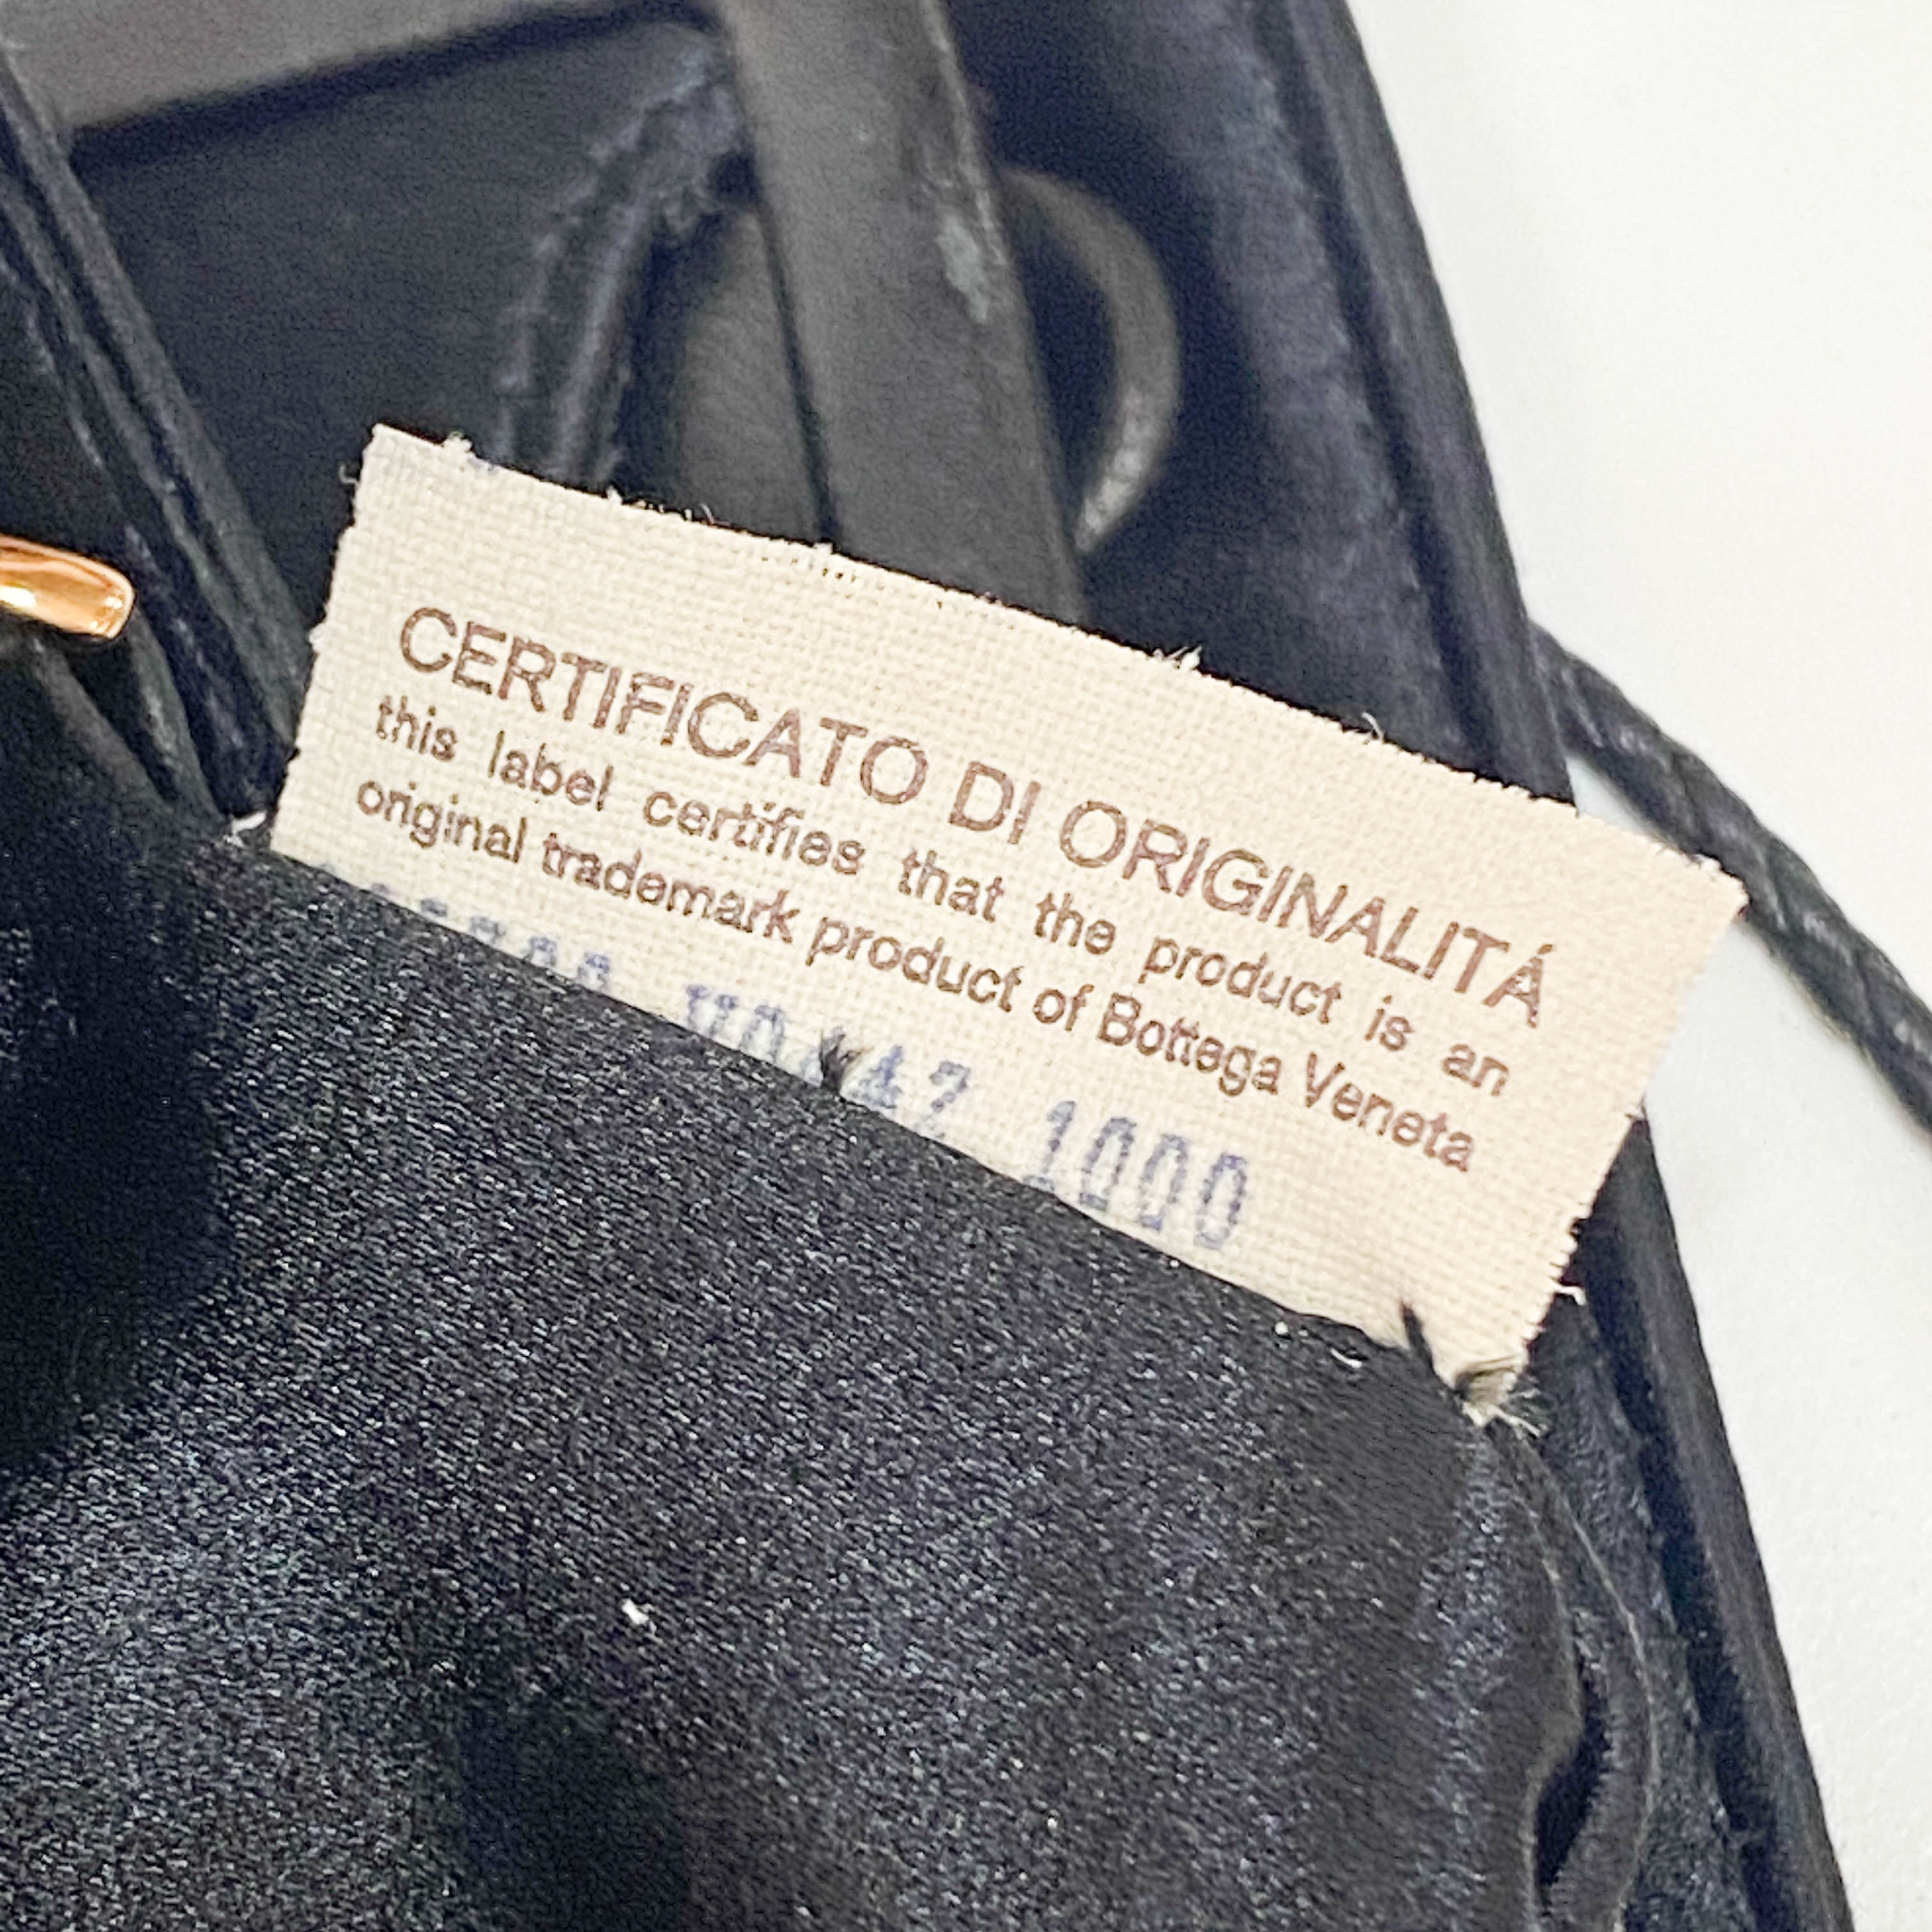 CERTIFICATO DI ORIGINALITÁ
this label certifies that the product is an
original trademark product of Bottega Veneta
1000